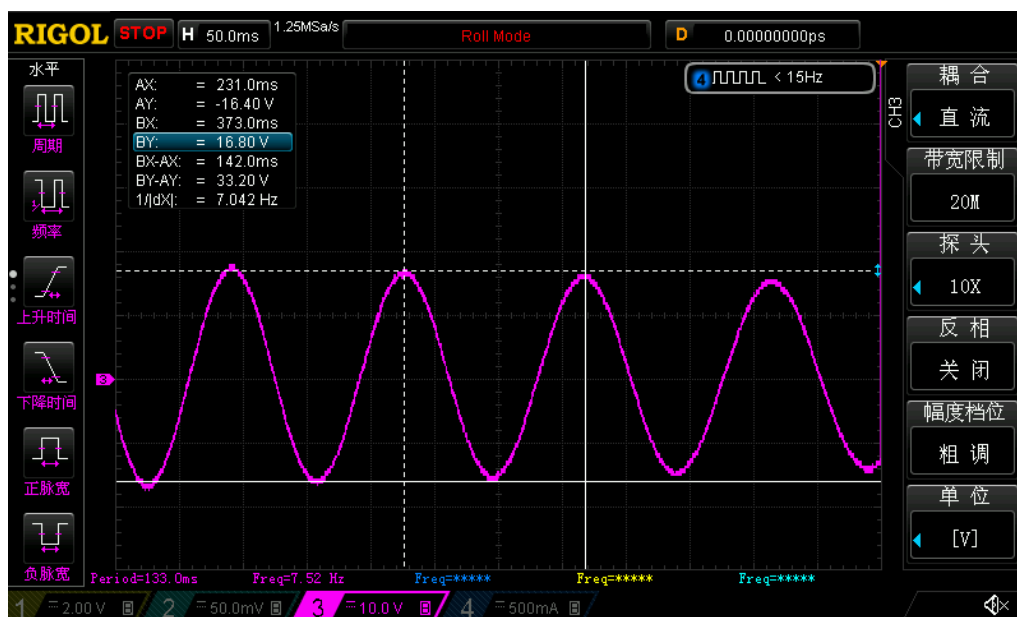 RIGOL STOP H 50.0ms 1.25MSa/s Roll Mode D 0.00000000ps
水平
周期
频率
上升时间
下降时间
正脉宽
负脉宽
AX: = 231.0ms
AY: = -16.40 V
BX: = 373.0ms
BY: = 16.80 V
BX-AX: = 142.0ms
BY-AY: = 33.20 V
1/|dX|: = 7.042 Hz
4 < 15Hz
3
CH3
耦合
直流
带宽限制
20M
探头
10X
反相
关闭
幅度档位
粗调
单位
[V]
Period=133.0ms Freq=7.52 Hz Freq=***** Freq=***** Freq=*****
1 2.00 V 2 50.0mV 3 10.0 V 4 500mA